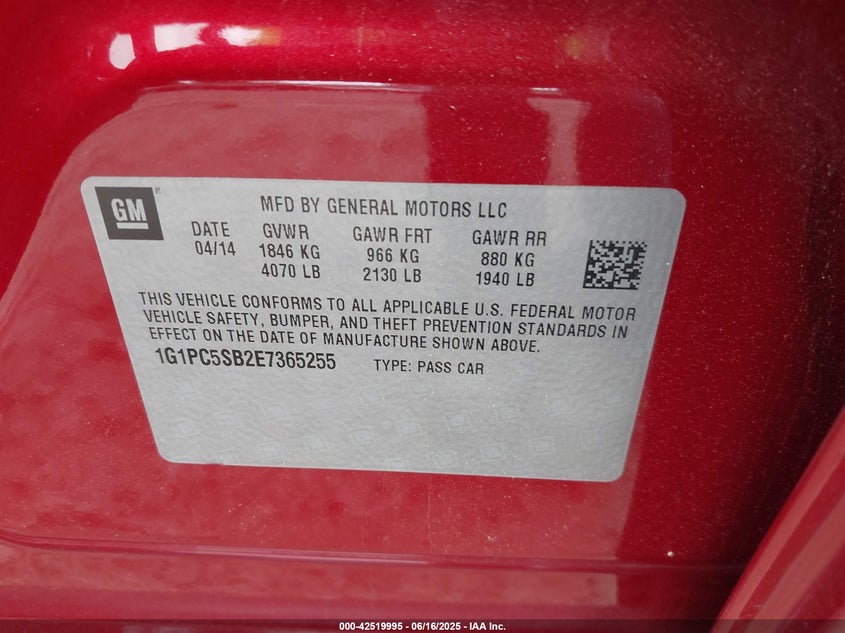 GM
MFD BY GENERAL MOTORS LLC
DATE GVWR GAWR FRT GAWR RR
04/14 1846 KG 966 KG 880 KG
4070 LB 2130 LB 1940 LB
THIS VEHICLE CONFORMS TO ALL APPLICABLE U.S. FEDERAL MOTOR
VEHICLE SAFETY, BUMPER, AND THEFT PREVENTION STANDARDS IN
EFFECT ON THE DATE OF MANUFACTURE SHOWN ABOVE.
1G1PC5SB2E7365255 TYPE: PASS CAR
000-42519995 - 06/16/2025 - IAA Inc.